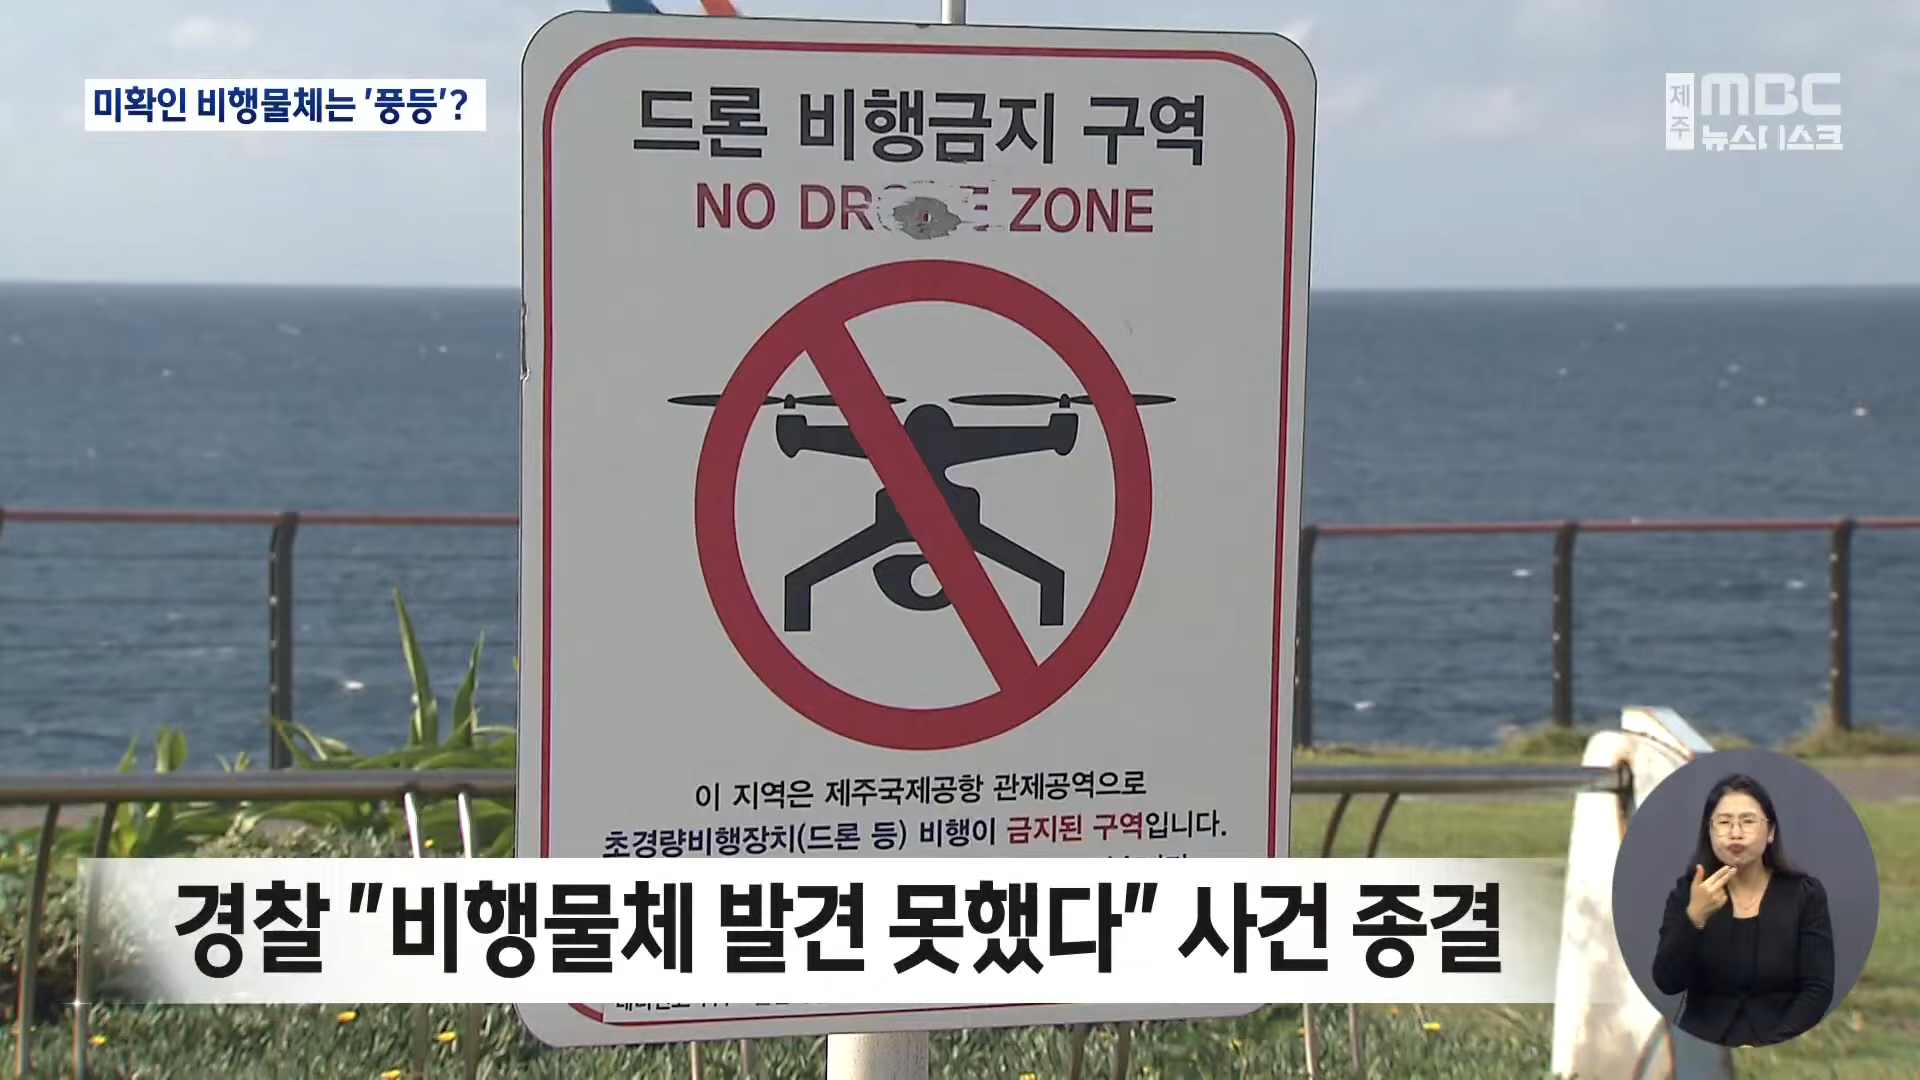 미확인 비행물체는 '풍등'?
제주 MBC
뉴스데스크
드론 비행금지 구역
NO DRONE ZONE
이 지역은 제주국제공항 관제공역으로
초경량비행장치(드론 등) 비행이 금지된 구역입니다.
경찰 "비행물체 발견 못했다" 사건 종결